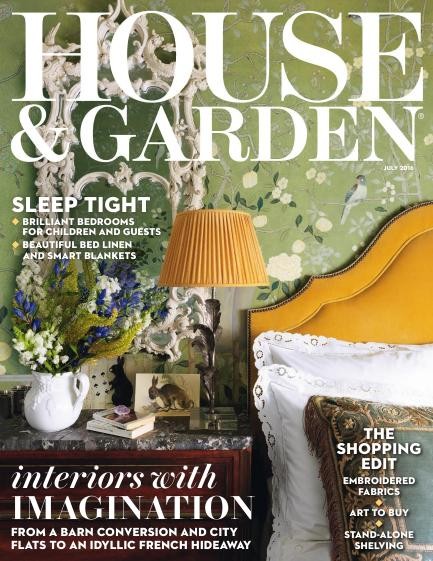 HOUSE
& GARDEN®
JULY 2016
SLEEP TIGHT
BRILLIANT BEDROOMS
FOR CHILDREN AND GUESTS
BEAUTIFUL BED LINEN
AND SMART BLANKETS
THE
SHOPPING
EDIT
EMBROIDERED
FABRICS
ART TO BUY
STAND-ALONE
SHELVING
interiors with
IMAGINATION
FROM A BARN CONVERSION AND CITY
FLATS TO AN IDYLLIC FRENCH HIDEAWAY